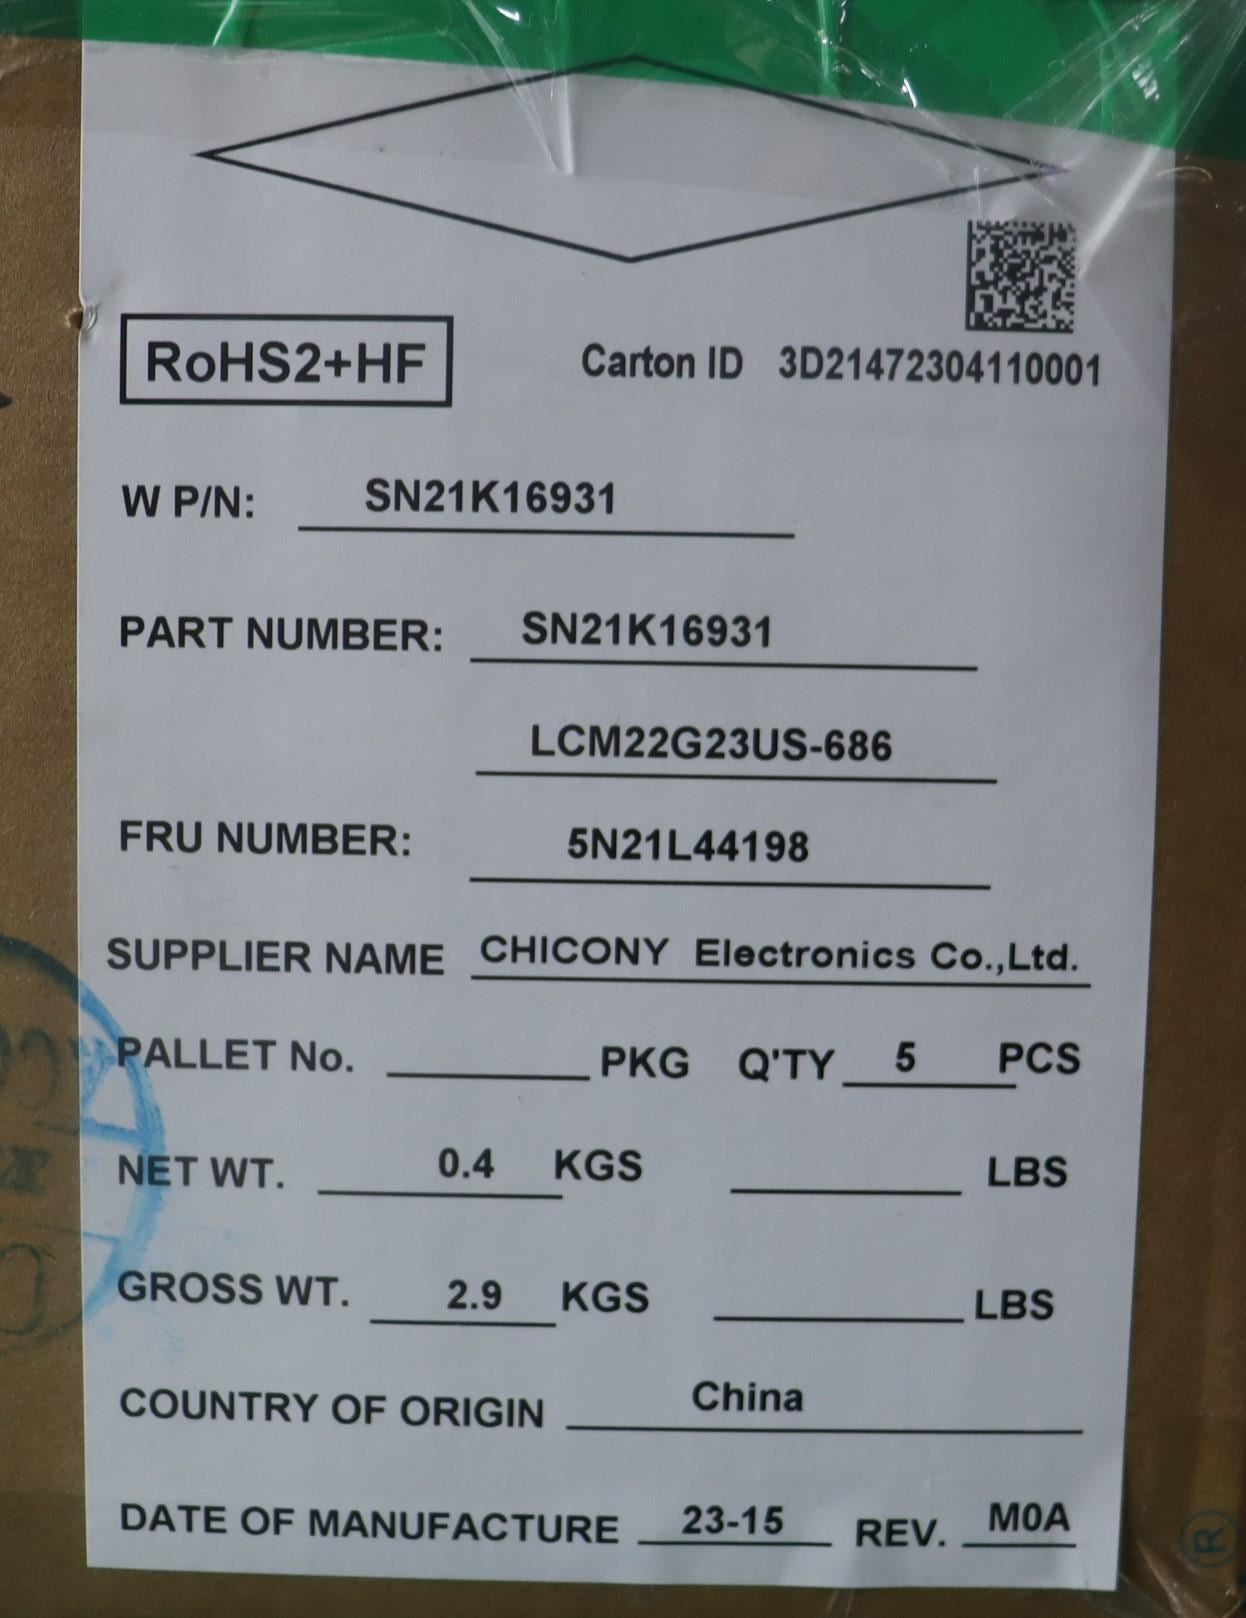 RoHS2+HF
Carton ID 3D21472304110001
W P/N: SN21K16931
PART NUMBER: SN21K16931
LCM22G23US-686
FRU NUMBER: 5N21L44198
SUPPLIER NAME CHICONY Electronics Co.,Ltd.
PALLET No. PKG Q'TY 5 PCS
NET WT. 0.4 KGS LBS
GROSS WT. 2.9 KGS LBS
COUNTRY OF ORIGIN China
DATE OF MANUFACTURE 23-15 REV. M0A
®